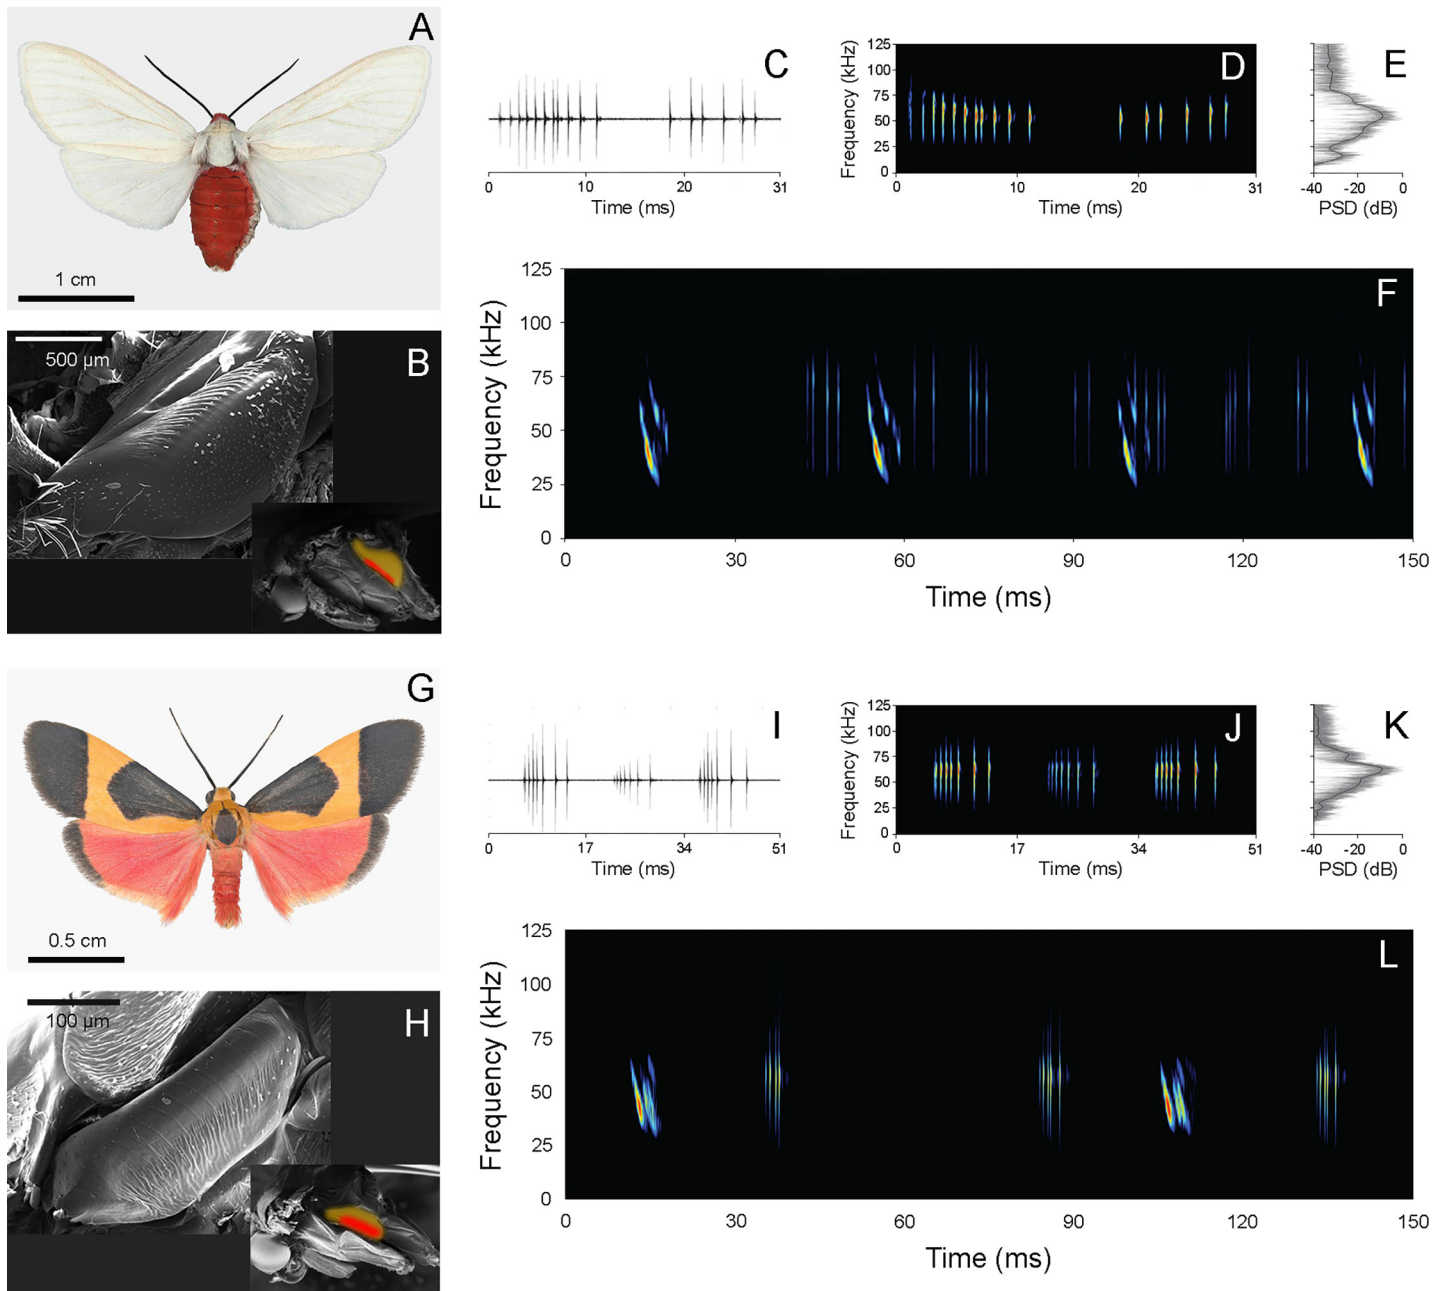 A
1 cm
500 µm
B
C
0 10 20 31
Time (ms)
Frequency (kHz)
125
100
75
50
25
0
D
0 10 20 31
Time (ms)
E
-40 -20 0
PSD (dB)
Frequency (kHz)
125
100
75
50
25
0
F
0 30 60 90 120 150
Time (ms)
G
0.5 cm
100 µm
H
I
0 17 34 51
Time (ms)
Frequency (kHz)
125
100
75
50
25
0
J
0 17 34 51
Time (ms)
K
-40 -20 0
PSD (dB)
Frequency (kHz)
125
100
75
50
25
0
L
0 30 60 90 120 150
Time (ms)